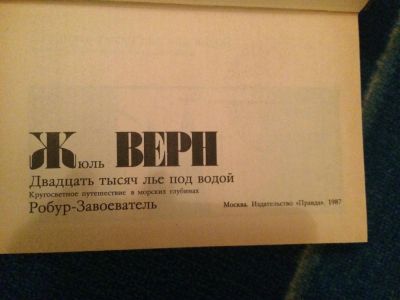 Жюль ВЕРН
Двадцать тысяч лье под водой
Кругосветное путешествие в морских глубинах
Робур-Завоеватель
Москва. Издательство «Правда», 1987